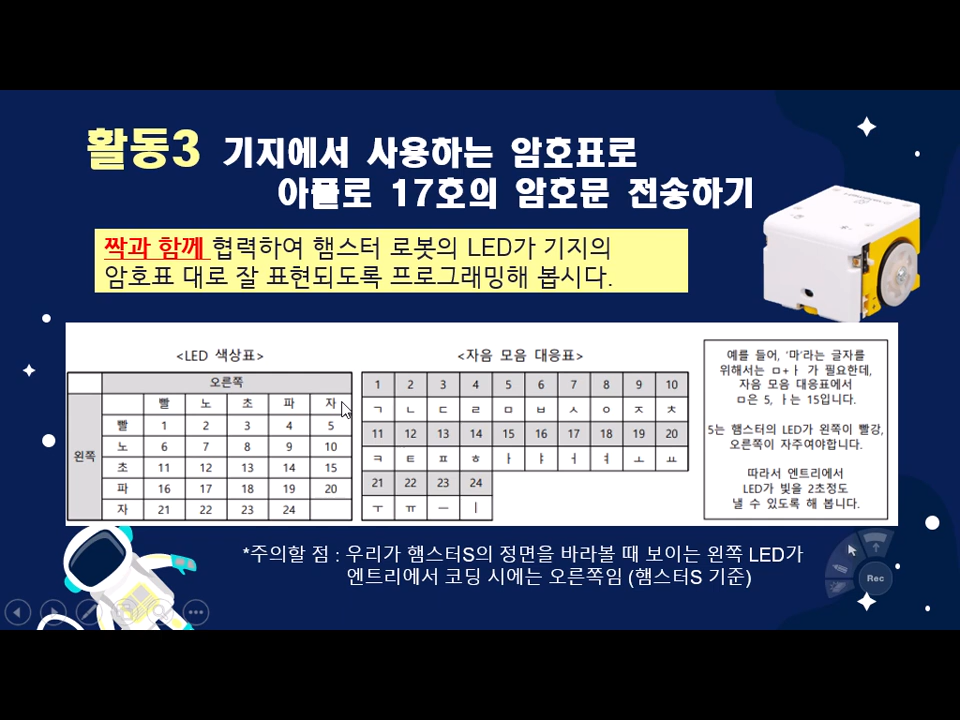 활동3 기지에서 사용하는 암호표로
아폴로 17호의 암호문 전송하기
짝과 함께 협력하여 햄스터 로봇의 LED가 기지의
암호표 대로 잘 표현되도록 프로그래밍해 봅시다.
<LED 색상표>
오른쪽
빨 노 초 파 자
왼쪽
빨 1 2 3 4 5
노 6 7 8 9 10
초 11 12 13 14 15
파 16 17 18 19 20
자 21 22 23 24
<자음 모음 대응표>
1 2 3 4 5 6 7 8 9 10
ㄱ ㄴ ㄷ ㄹ ㅁ ㅂ ㅅ ㅇ ㅈ ㅊ
11 12 13 14 15 16 17 18 19 20
ㅋ ㅌ ㅍ ㅎ ㅏ ㅑ ㅓ ㅕ ㅗ ㅛ
21 22 23 24
ㅜ ㅠ ㅡ ㅣ
예를 들어, '마'라는 글자를
위해서는 ㅁ+ㅏ 가 필요한데,
자음 모음 대응표에서
ㅁ은 5, ㅏ는 15입니다.
5는 햄스터의 LED가 왼쪽이 빨강,
오른쪽이 자주여야합니다.
따라서 엔트리에서
LED가 빛을 2초정도
낼 수 있도록 해 봅니다.
*주의할 점 : 우리가 햄스터S의 정면을 바라볼 때 보이는 왼쪽 LED가
엔트리에서 코딩 시에는 오른쪽임 (햄스터S 기준)
Rec